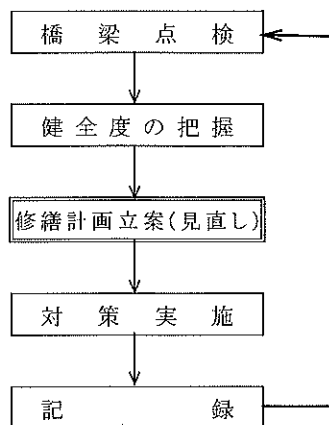 橋梁点検
健全度の把握
修繕計画立案(見直し)
対策実施
記録